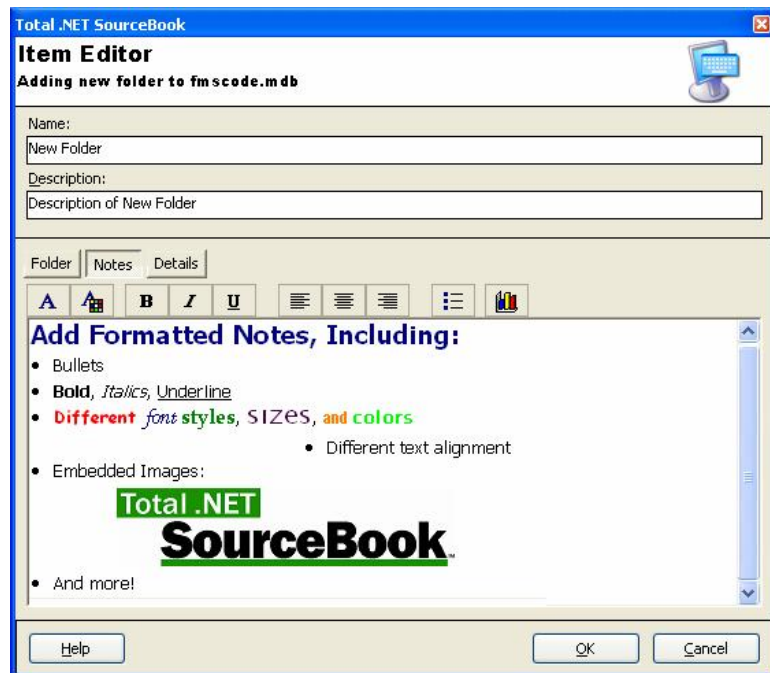 Total .NET SourceBook
Item Editor
Adding new folder to fmscode.mdb
Name:
New Folder
Description:
Description of New Folder
Folder Notes Details
A A B I U
Add Formatted Notes, Including:
• Bullets
• Bold, Italics, Underline
• Different font styles, sizes, and colors
• Different text alignment
• Embedded Images:
Total .NET
SourceBook™
• And more!
Help OK Cancel